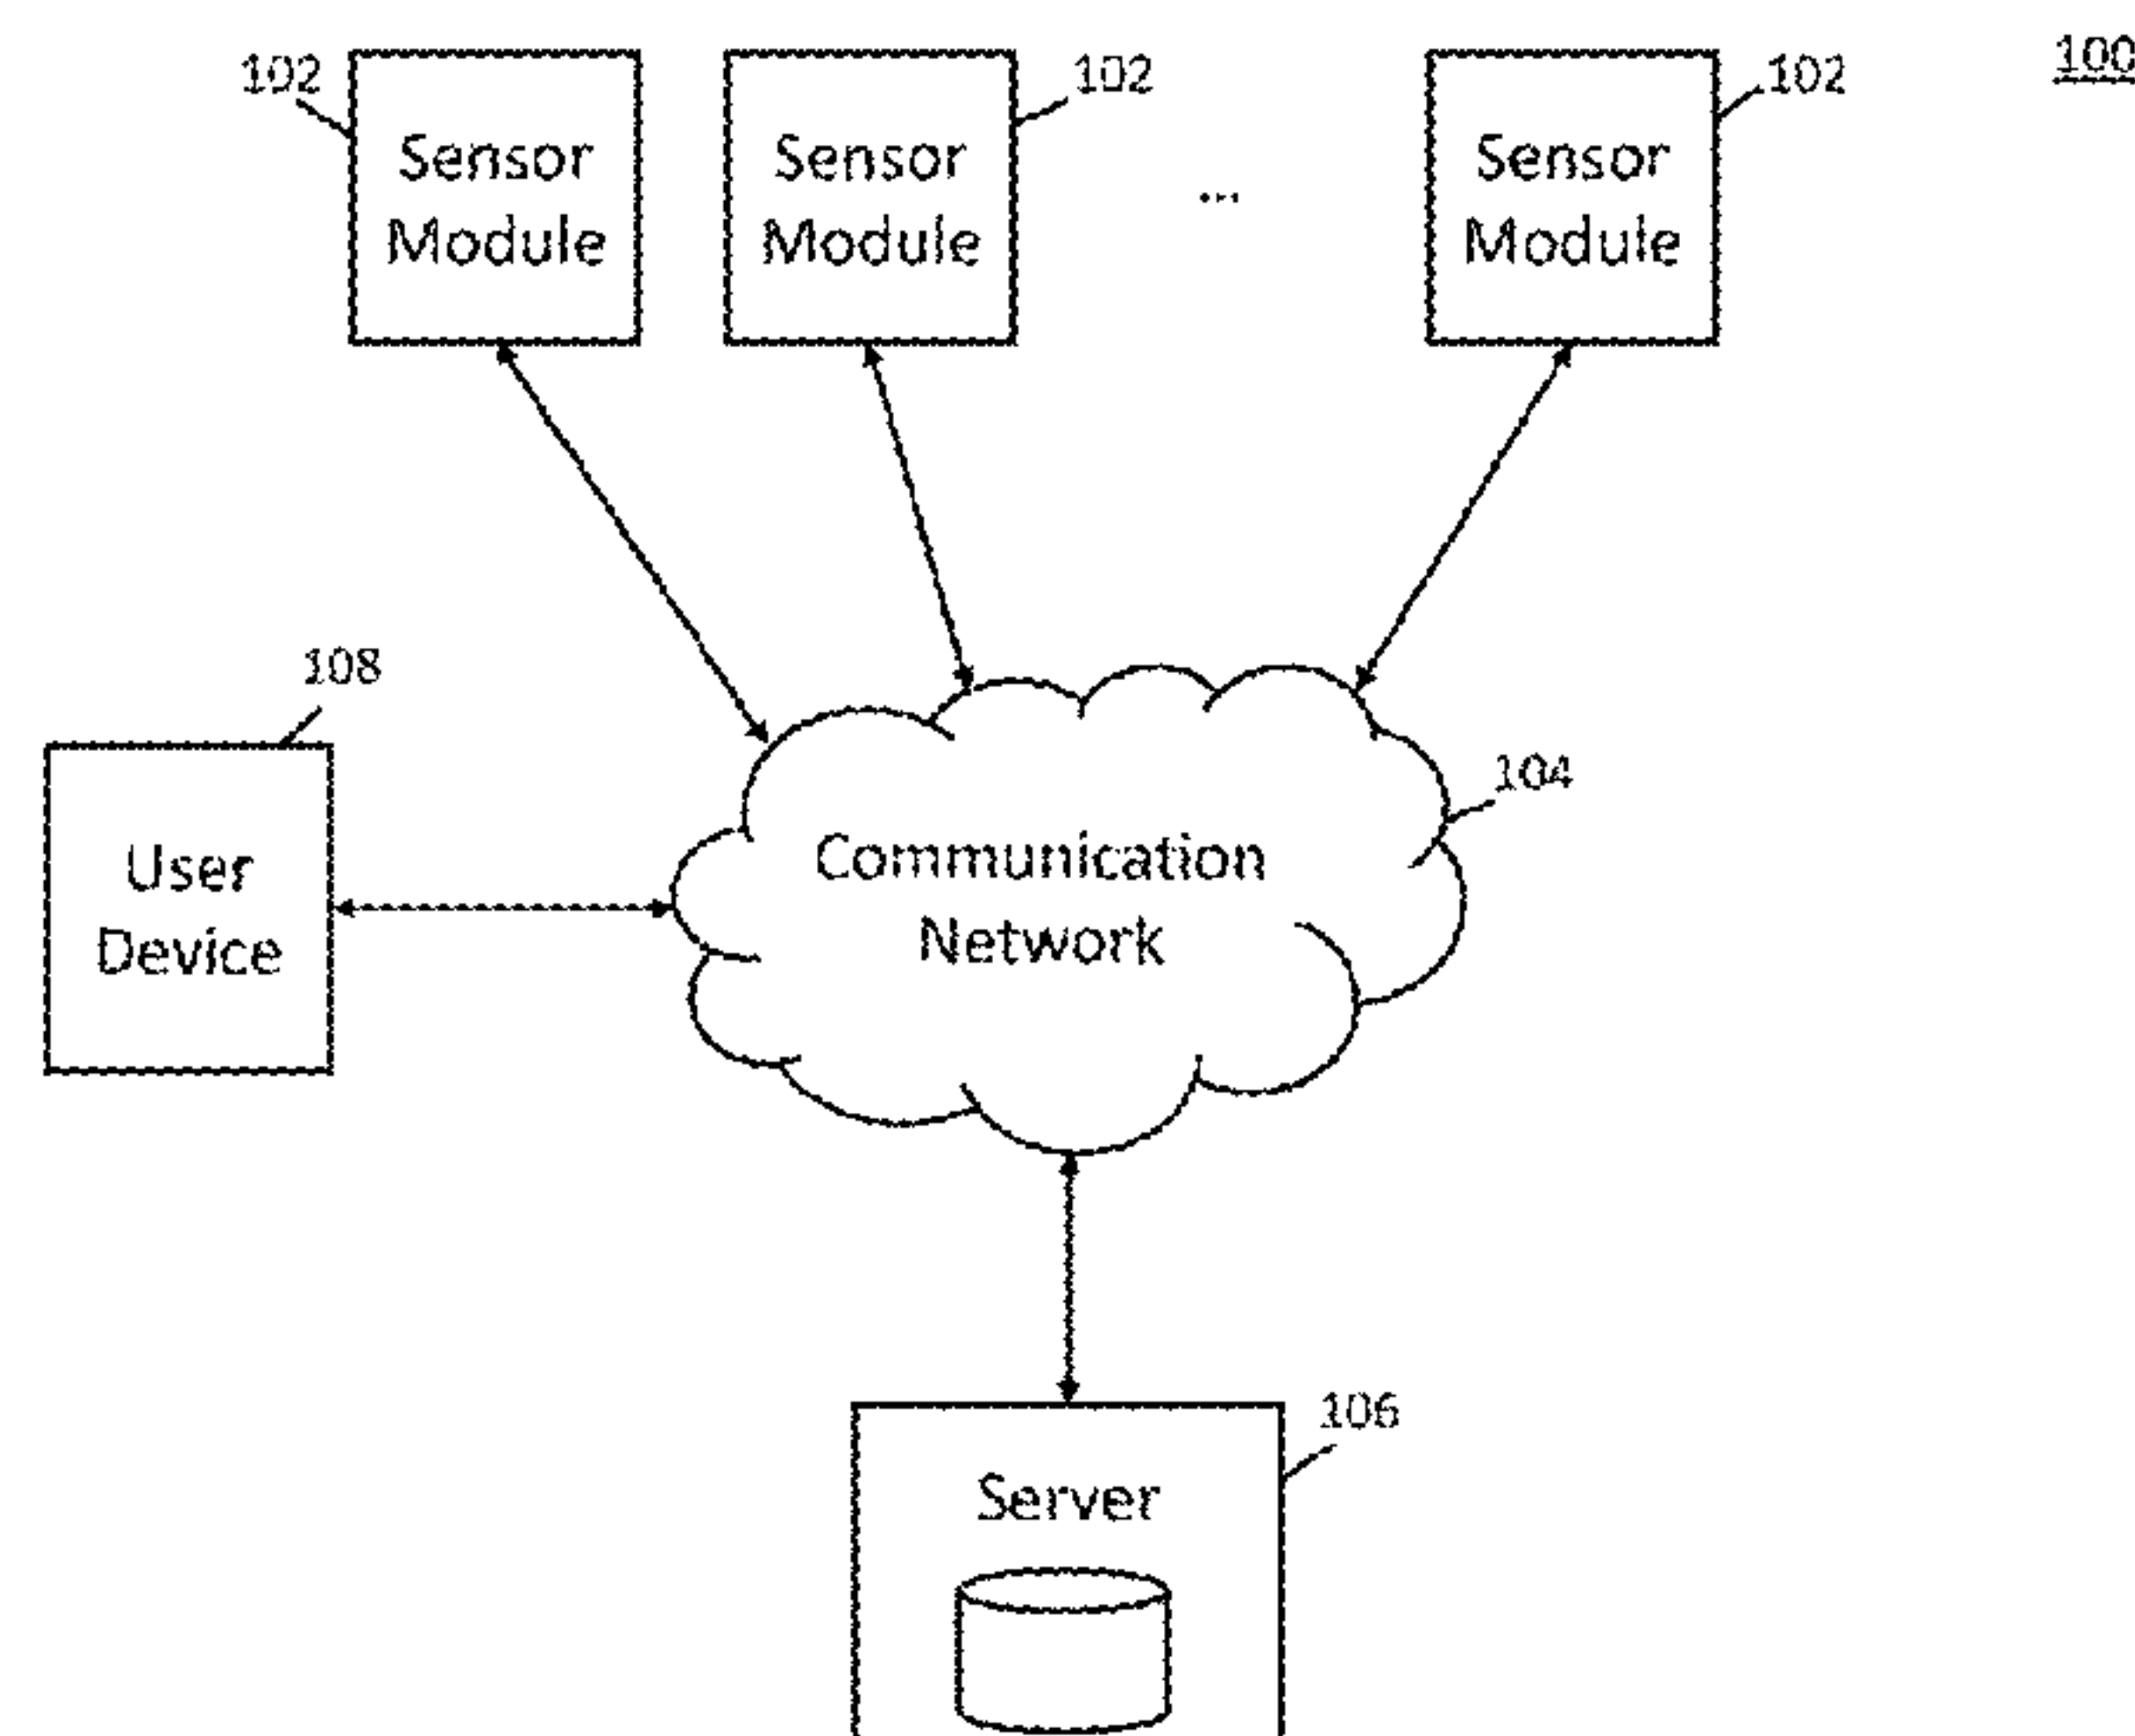 102
102
102
100
Sensor
Module
Sensor
Module
...
Sensor
Module
108
104
User
Device
Communication
Network
106
Server